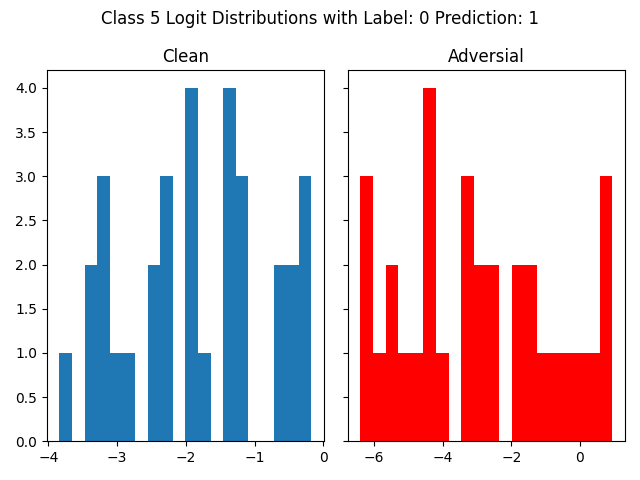 Class 5 Logit Distributions with Label: 0 Prediction: 1
Clean
Adversial
4.0
3.5
3.0
2.5
2.0
1.5
1.0
0.5
0.0
−4 −3 −2 −1 0
−6 −4 −2 0